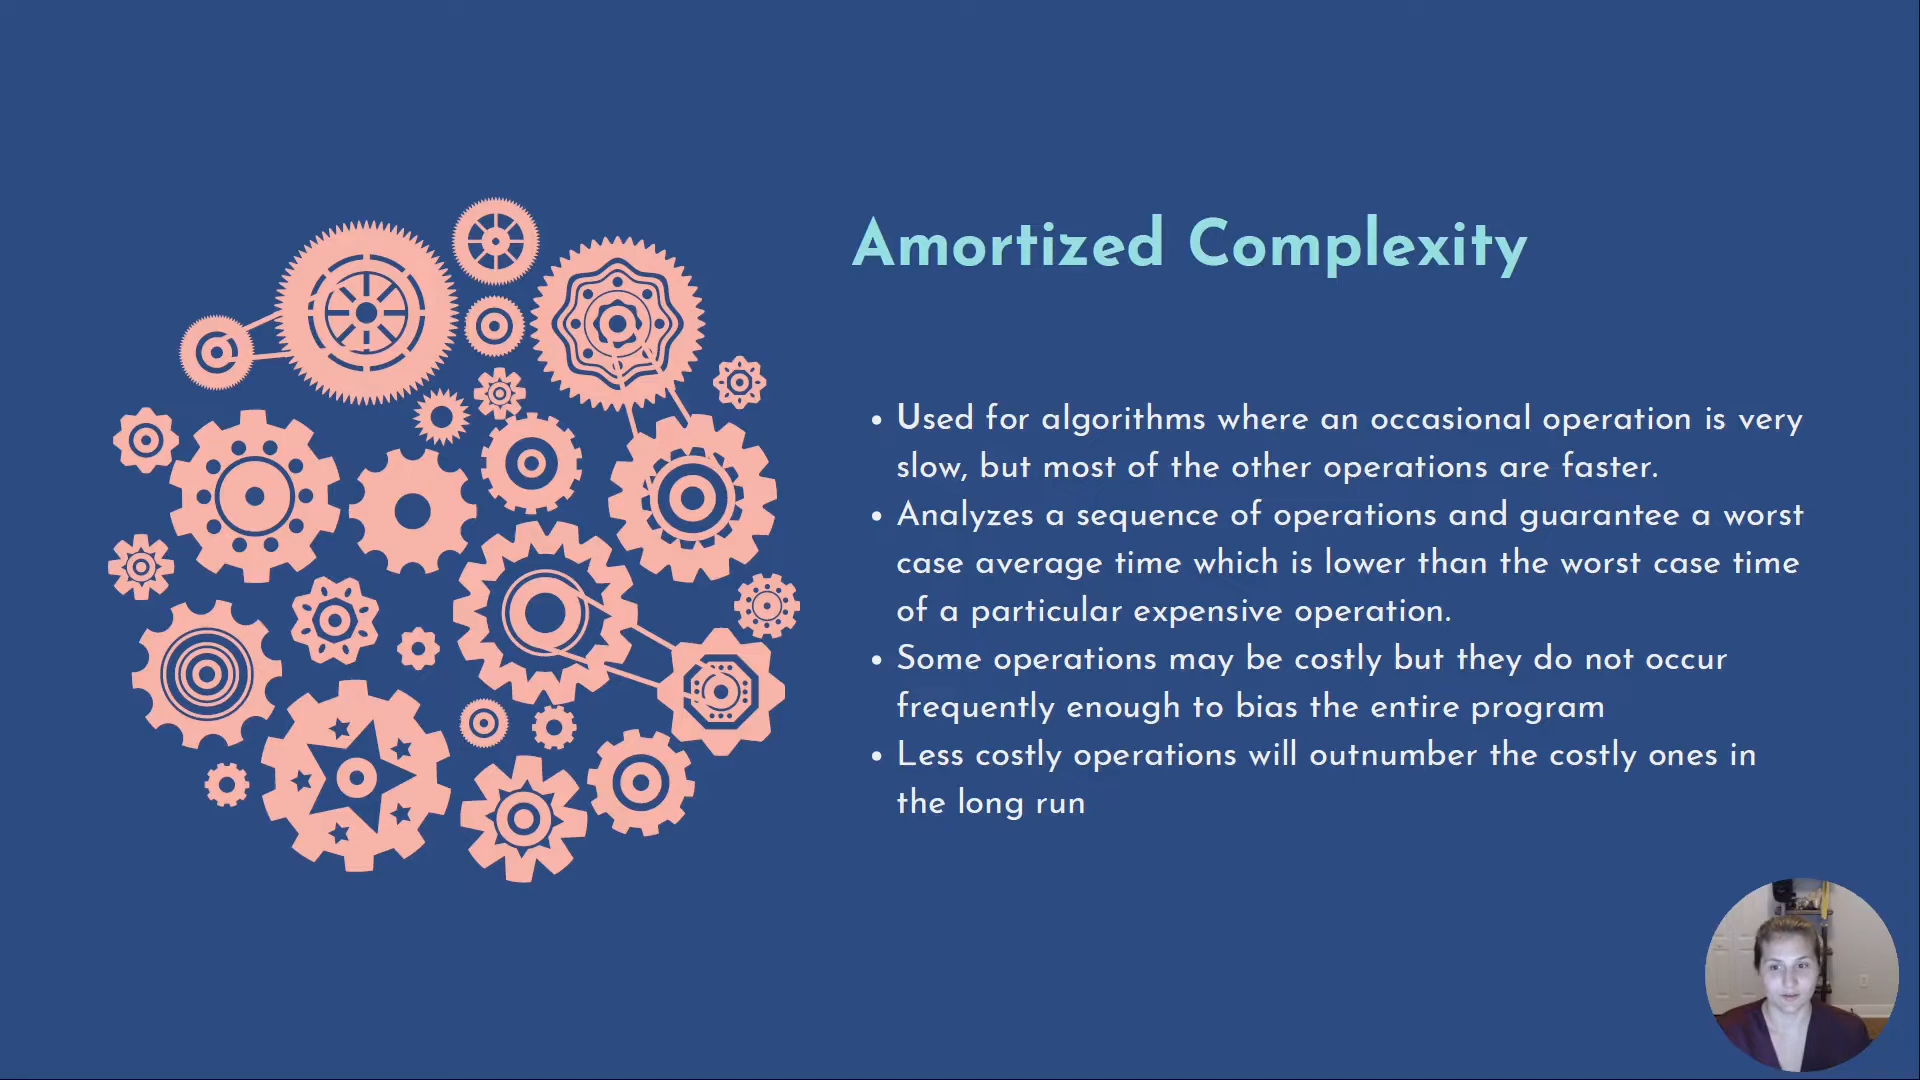 Amortized Complexity
• Used for algorithms where an occasional operation is very
slow, but most of the other operations are faster.
• Analyzes a sequence of operations and guarantee a worst
case average time which is lower than the worst case time
of a particular expensive operation.
• Some operations may be costly but they do not occur
frequently enough to bias the entire program
• Less costly operations will outnumber the costly ones in
the long run